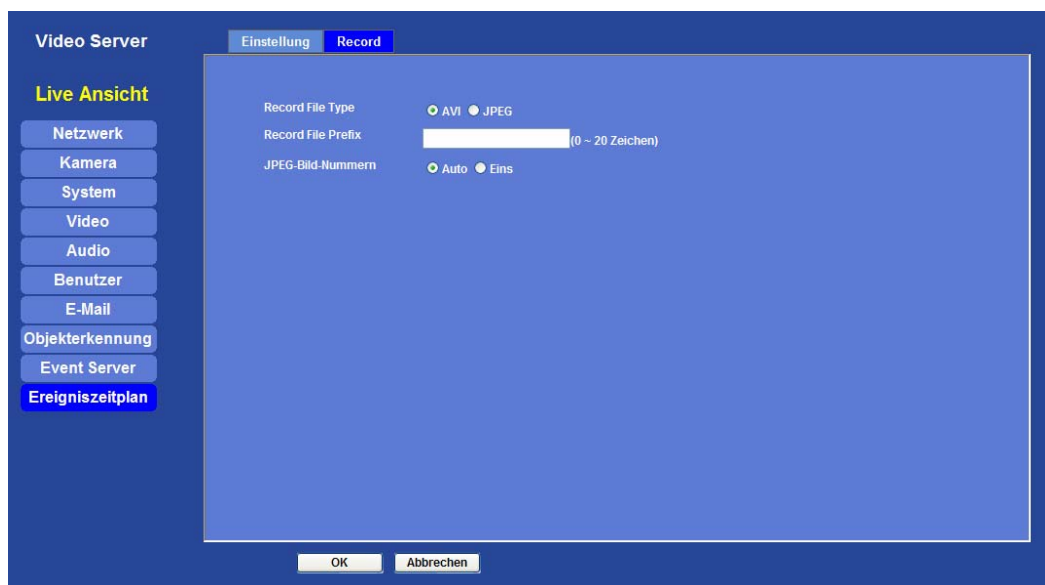 Video Server
Einstellung Record
Live Ansicht
Netzwerk
Kamera
System
Video
Audio
Benutzer
E-Mail
Objekterkennung
Event Server
Ereigniszeitplan
Record File Type AVI JPEG
Record File Prefix (0 ~ 20 Zeichen)
JPEG-Bild-Nummern Auto Eins
OK Abbrechen